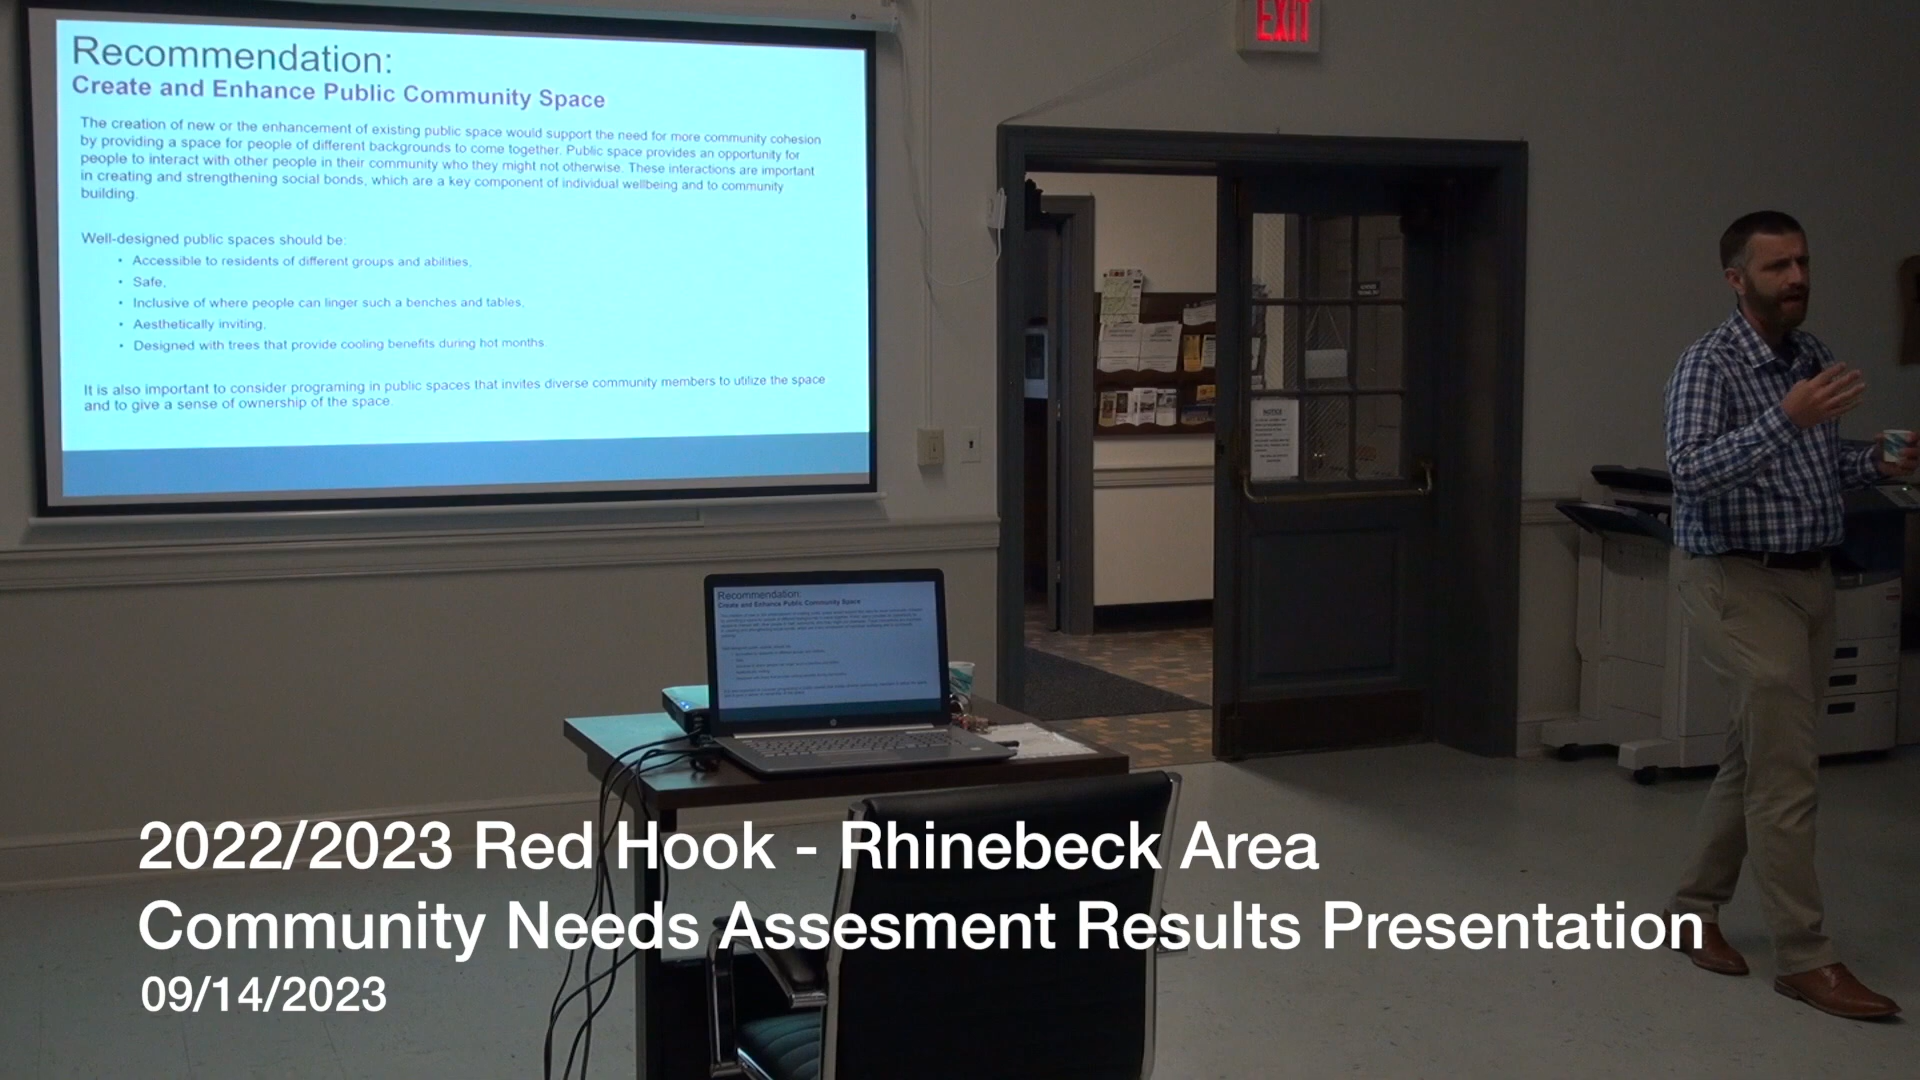 EXIT
Recommendation:
Create and Enhance Public Community Space
The creation of new or the enhancement of existing public space would support the need for more community cohesion
by providing a space for people of different backgrounds to come together. Public space provides an opportunity for
people to interact with other people in their community who they might not otherwise. These interactions are important
in creating and strengthening social bonds, which are a key component of individual wellbeing and to community
building.
Well-designed public spaces should be:
• Accessible to residents of different groups and abilities,
• Safe,
• Inclusive of where people can linger such a benches and tables,
• Aesthetically inviting,
• Designed with trees that provide cooling benefits during hot months
It is also important to consider programing in public spaces that invites diverse community members to utilize the space
and to give a sense of ownership of the space.
NOTICE
Recommendation:
Create and Enhance Public Community Space
2022/2023 Red Hook - Rhinebeck Area
Community Needs Assesment Results Presentation
09/14/2023